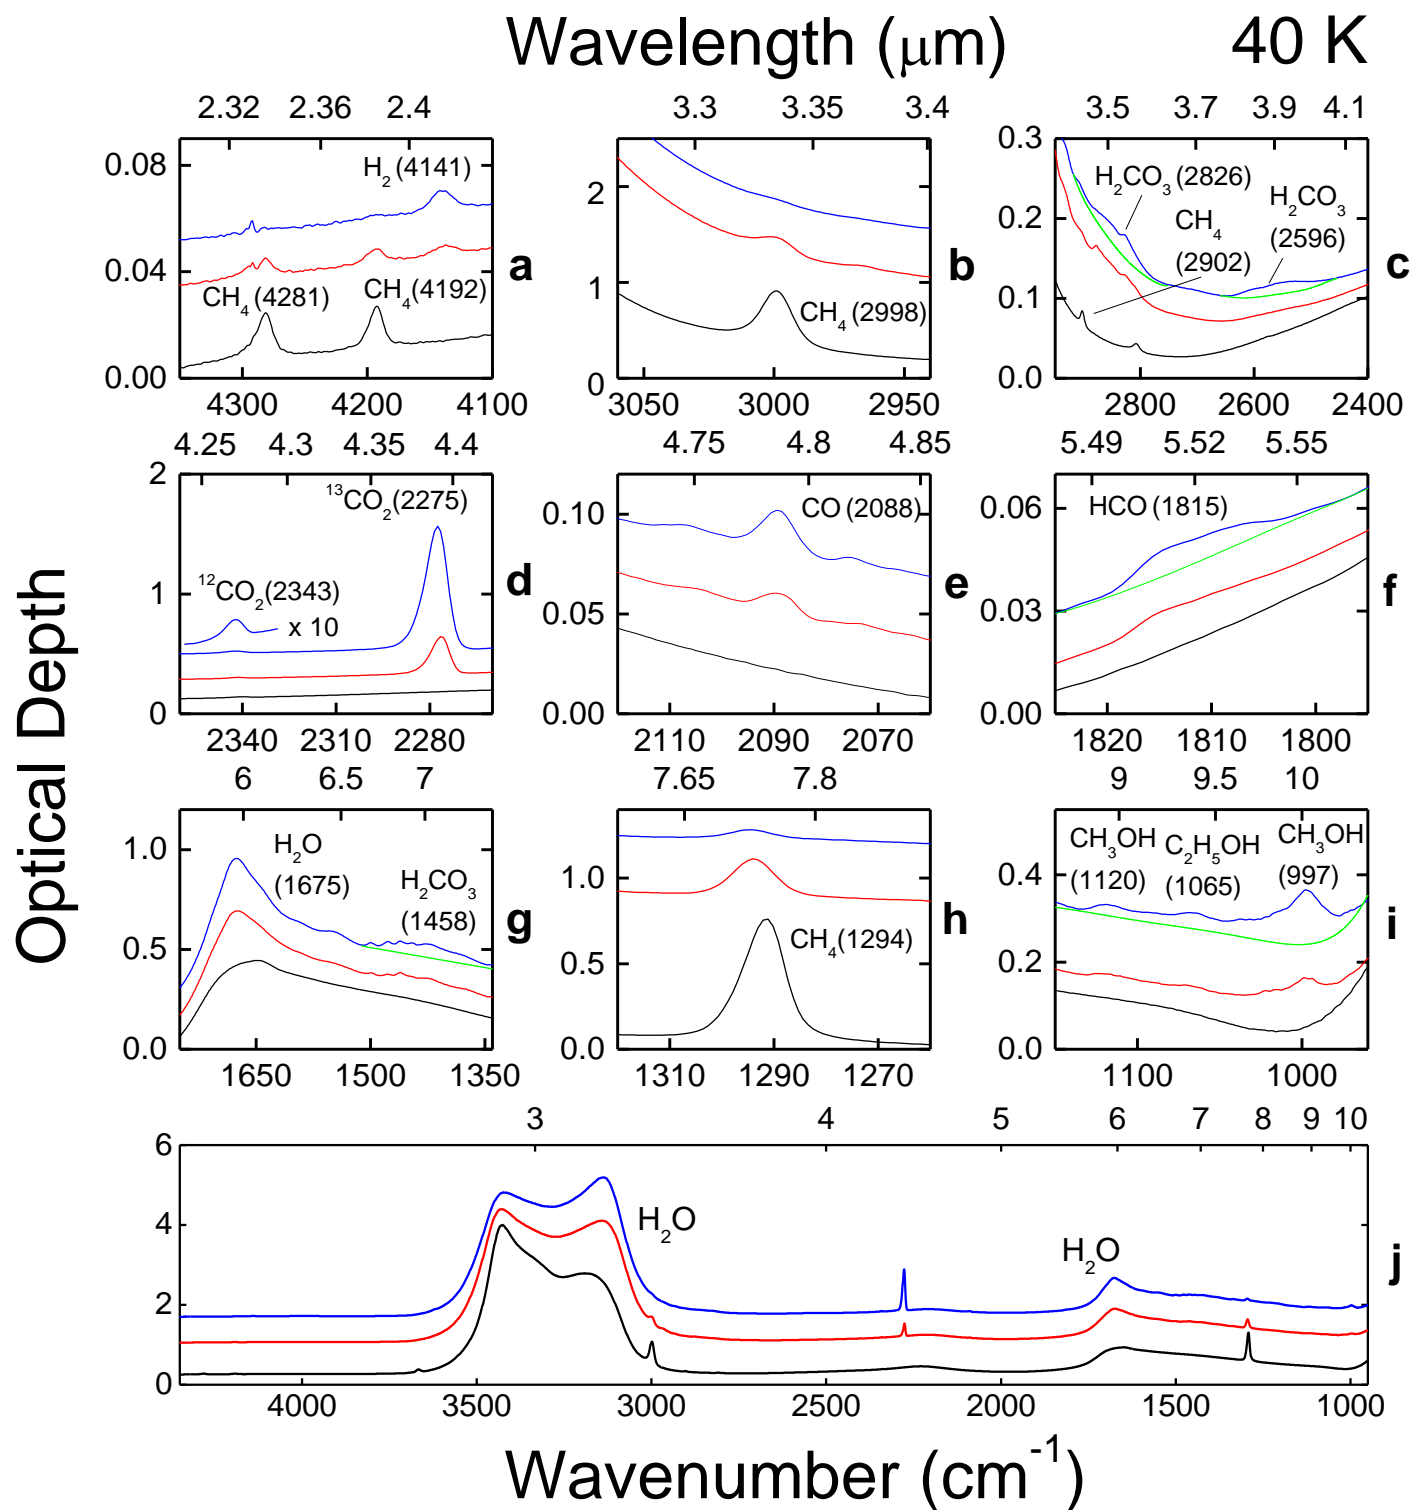 Wavelength (μm) 40 K
2.32 2.36 2.4
3.3 3.35 3.4
3.5 3.7 3.9 4.1
0.08
0.04
0.00
H₂ (4141)
CH₄ (4281)
CH₄ (4192)
a
4300 4200 4100
2
1
0
CH₄ (2998)
b
3050 3000 2950
0.3
0.2
0.1
0.0
H₂CO₃ (2826)
CH₄
(2902)
H₂CO₃
(2596)
c
2800 2600 2400
4.25 4.3 4.35 4.4
4.75 4.8 4.85
5.49 5.52 5.55
2
1
0
¹³CO₂ (2275)
¹²CO₂ (2343)
x 10
d
2340 2310 2280
0.10
0.05
0.00
CO (2088)
e
2110 2090 2070
0.06
0.03
0.00
HCO (1815)
f
1820 1810 1800
Optical Depth
6 6.5 7
7.65 7.8
9 9.5 10
1.0
0.5
0.0
H₂O
(1675)
H₂CO₃
(1458)
g
1650 1500 1350
1.0
0.5
0.0
CH₄ (1294)
h
1310 1290 1270
0.4
0.2
0.0
CH₃OH
(1120)
C₂H₅OH
(1065)
CH₃OH
(997)
i
1100 1000
3 4 5 6 7 8 9 10
6
4
2
0
H₂O
H₂O
j
4000 3500 3000 2500 2000 1500 1000
Wavenumber (cm⁻¹)